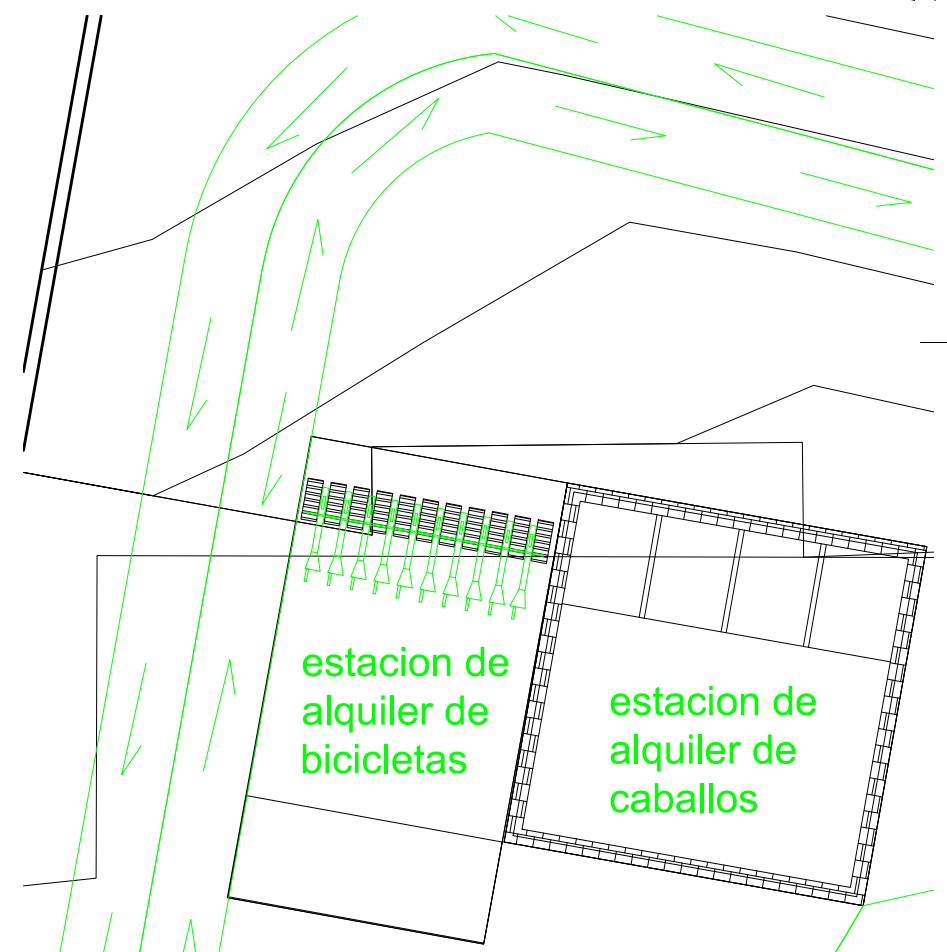 estacion de
alquiler de
bicicletas
estacion de
alquiler de
caballos